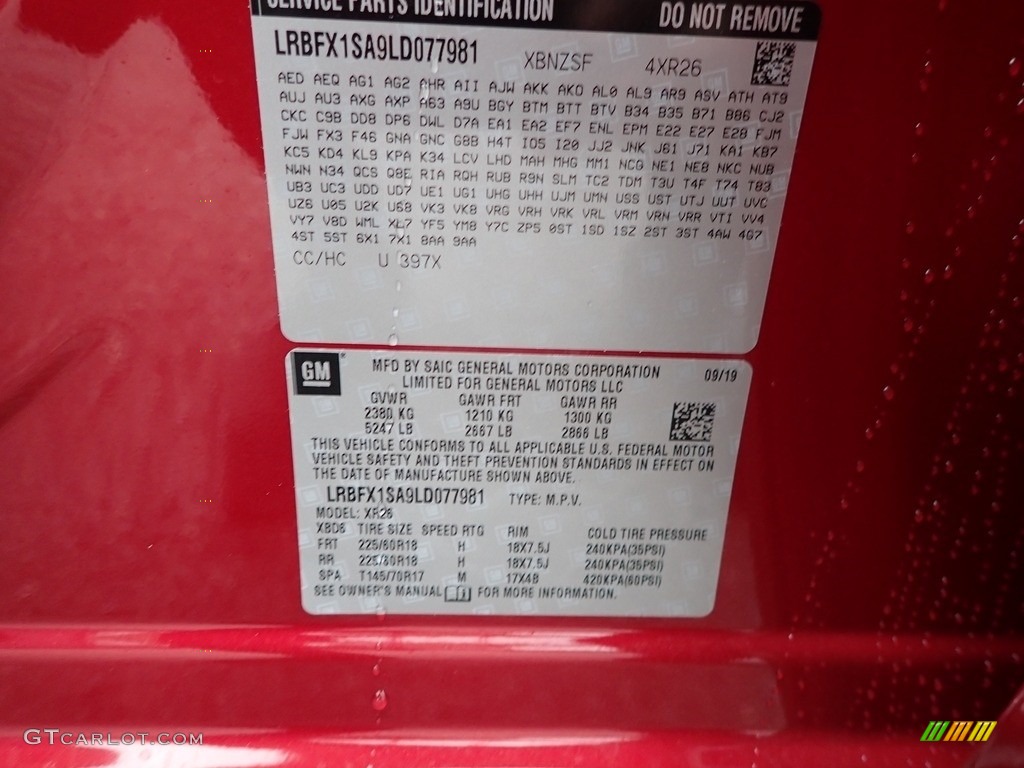 SERVICE PARTS IDENTIFICATION DO NOT REMOVE
LRBFX1SA9LD077981 XBNZSF 4XR26
AED AEQ AG1 AG2 AHR AII AJW AKK AKO AL0 AL9 AR9 ASV ATH AT9
AUJ AU3 AXG AXP A63 A9U BGY BTM BTT BTV B34 B35 B71 B86 CJ2
CKC C9B DD8 DP6 DWL D7A EA1 EA2 EF7 ENL EPM E22 E27 E28 FJM
FJW FX3 F46 GNA GNC G8B H4T IO5 I20 JJ2 JNK J61 J71 KA1 KB7
KC5 KD4 KL9 KPA K34 LCV LHD MAH MHG MM1 NCG NE1 NE8 NKC NUB
NWN N34 QCS Q8E RIA RQH RUB R9N SLM TC2 TDM T3U T4F T74 T83
UB3 UC3 UDD UD7 UE1 UG1 UHG UHH UJM UMN USS UST UTJ UUT UVC
UZ6 U05 U2K U68 VK3 VK8 VRG VRH VRK VRL VRM VRN VRR VTI VV4
VY7 V8D WML XL7 YF5 YM8 Y7C ZP5 0ST 1SD 1SZ 2ST 3ST 4AW 4G7
4ST 5ST 6X1 7X1 8AA 9AA
CC/HC U 397X
GM MFD BY SAIC GENERAL MOTORS CORPORATION 09/19
LIMITED FOR GENERAL MOTORS LLC
GVWR GAWR FRT GAWR RR
2380 KG 1210 KG 1300 KG
5247 LB 2667 LB 2866 LB
THIS VEHICLE CONFORMS TO ALL APPLICABLE U.S. FEDERAL MOTOR
VEHICLE SAFETY AND THEFT PREVENTION STANDARDS IN EFFECT ON
THE DATE OF MANUFACTURE SHOWN ABOVE.
LRBFX1SA9LD077981 TYPE: M.P.V.
MODEL: XR26
XBD6 TIRE SIZE SPEED RTG RIM COLD TIRE PRESSURE
FRT 225/60R18 H 18X7.5J 240KPA(35PSI)
RR 225/60R18 H 18X7.5J 240KPA(35PSI)
SPA T145/70R17 M 17X4B 420KPA(60PSI)
SEE OWNER'S MANUAL FOR MORE INFORMATION.
GTCARLOT.COM